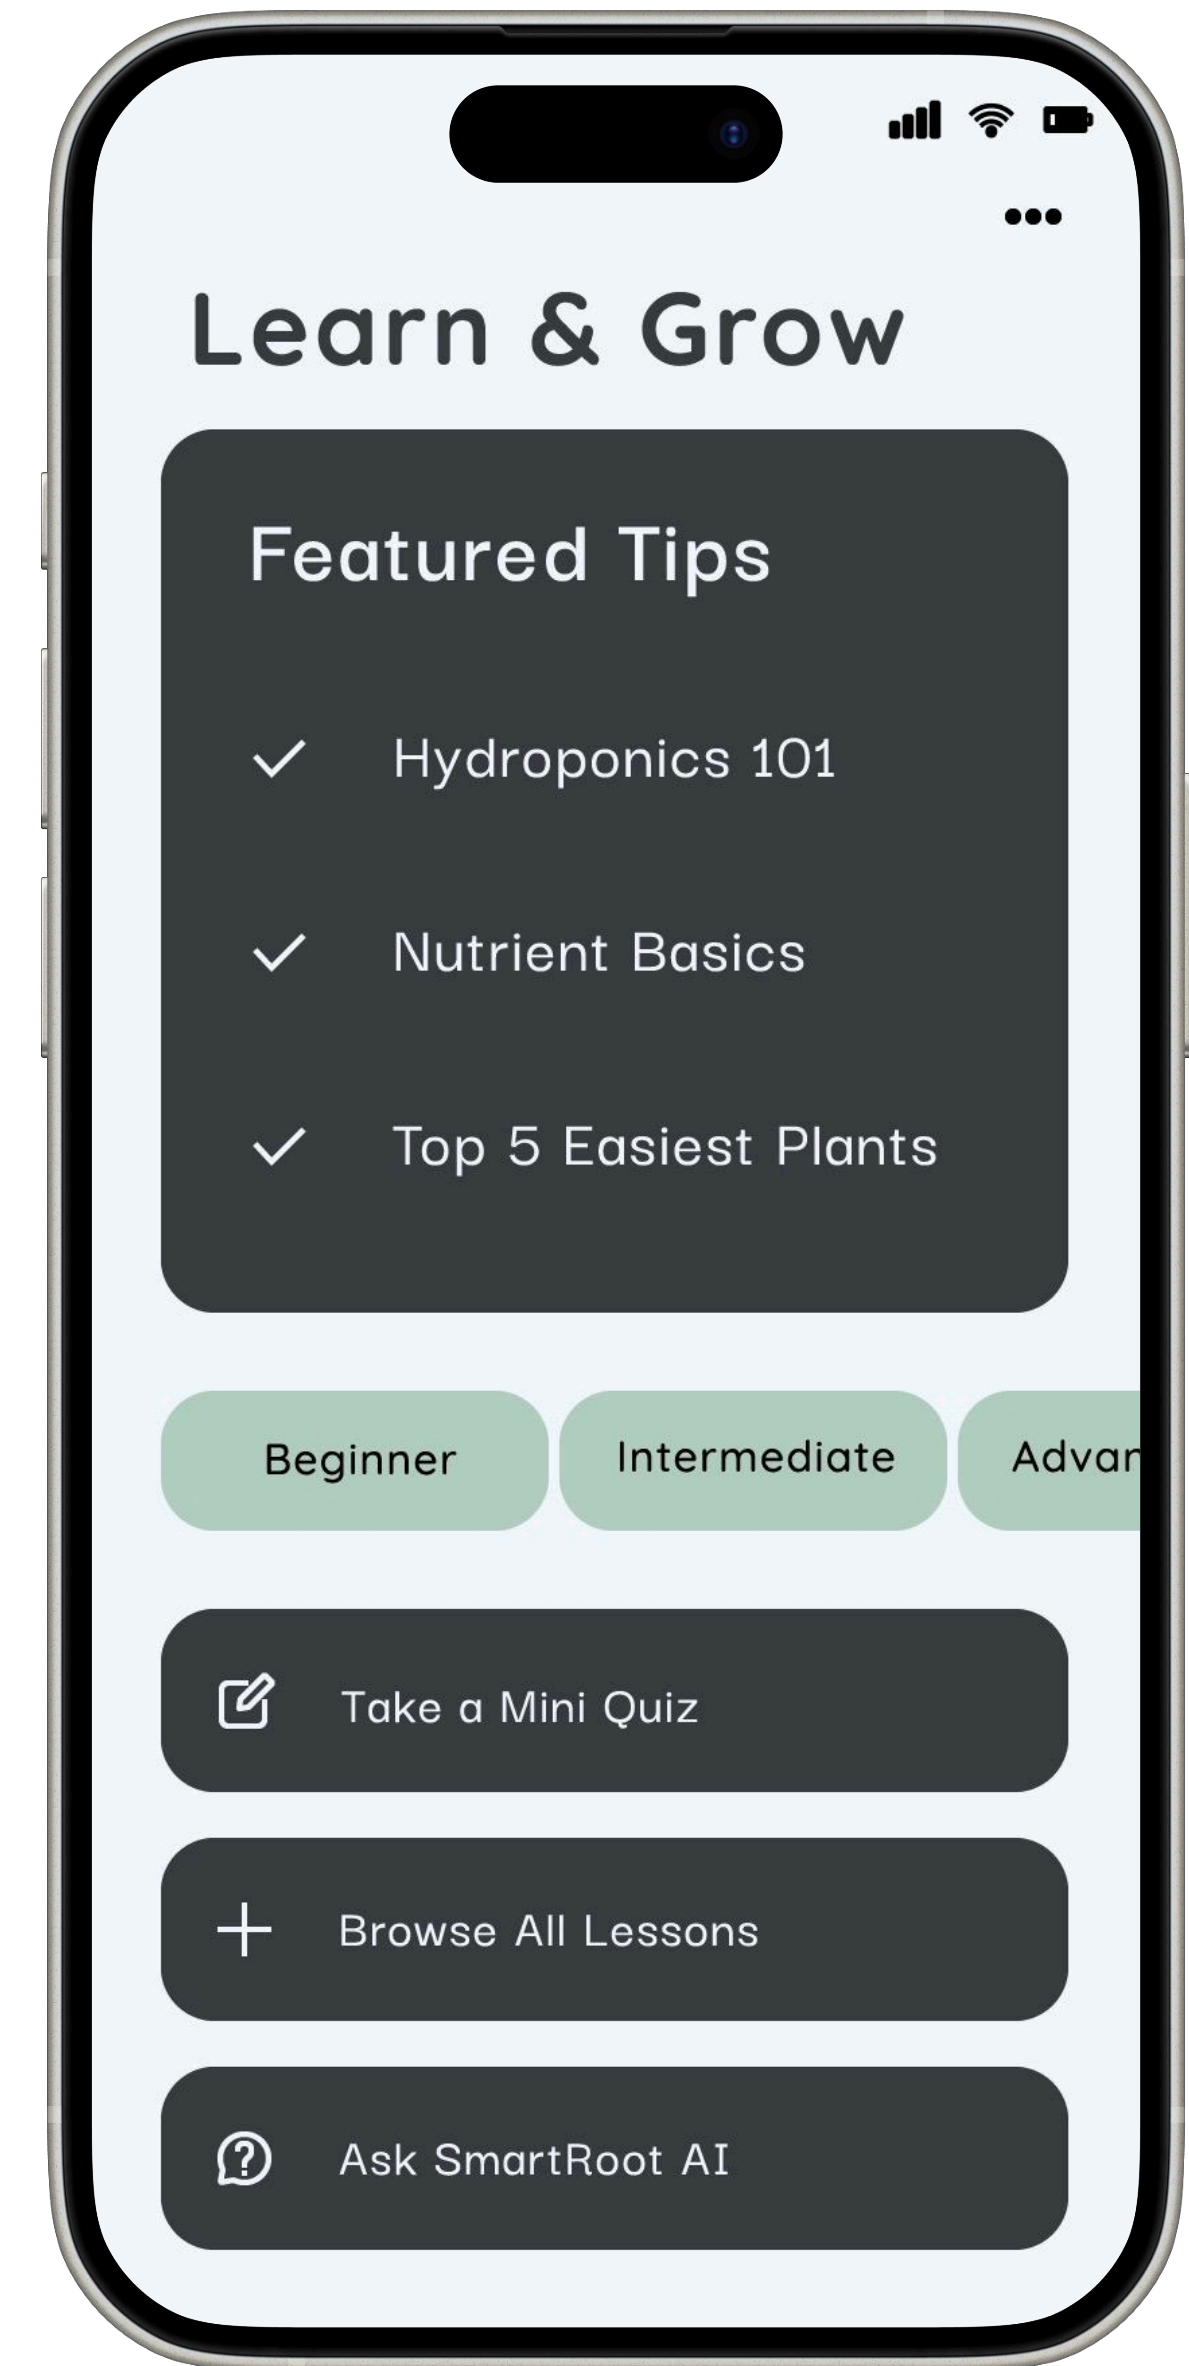 Learn & Grow
Featured Tips
Hydroponics 101
Nutrient Basics
Top 5 Easiest Plants
Beginner
Intermediate
Advan
Take a Mini Quiz
Browse All Lessons
Ask SmartRoot AI